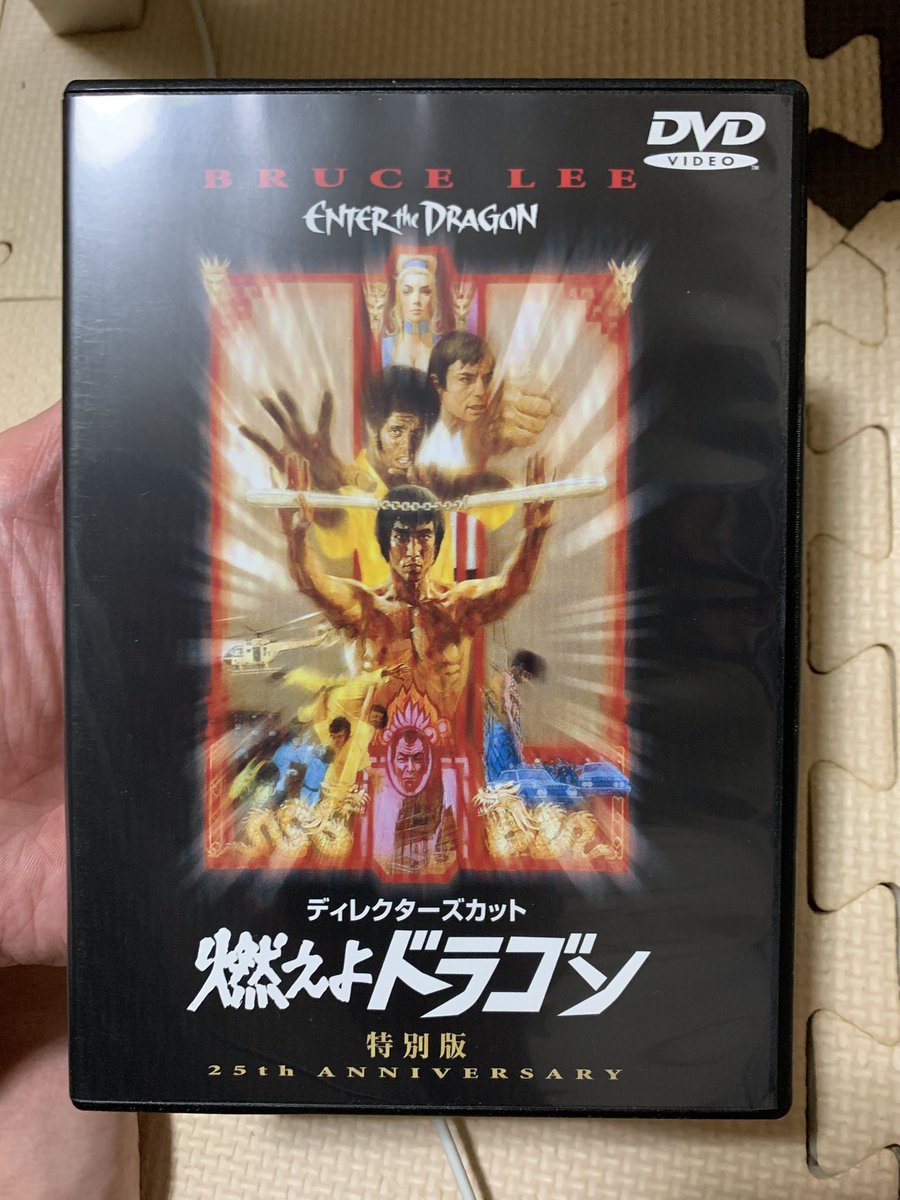 DVD
VIDEO
TM
BRUCE LEE
ENTER the DRAGON
ディレクターズカット
燃えよドラゴン
特別版
25th ANNIVERSARY